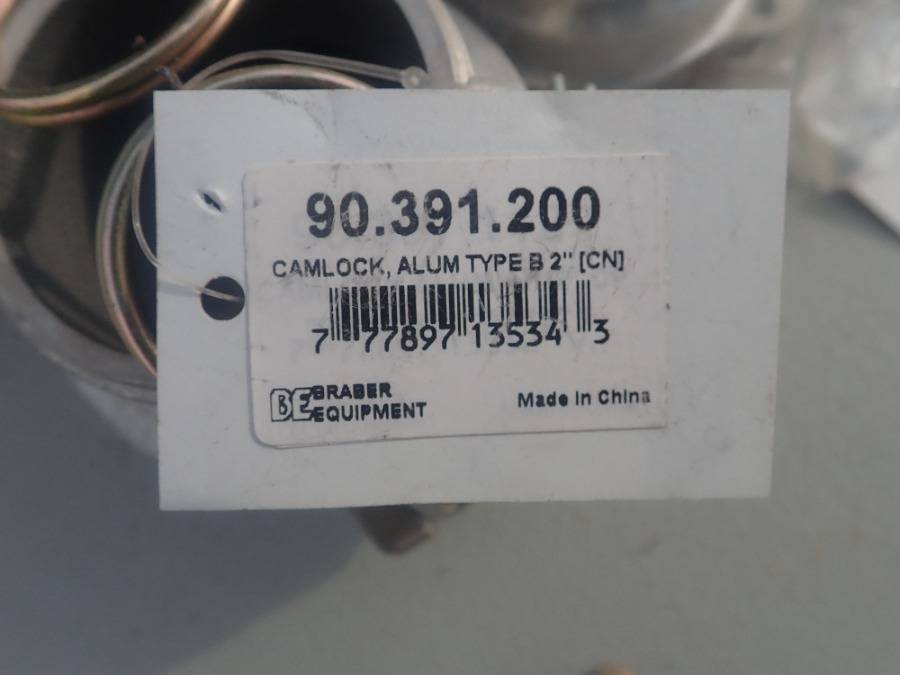 90.391.200
CAMLOCK, ALUM TYPE B 2" [CN]
7 77897 13534 3
BE BRABER
EQUIPMENT
Made in China